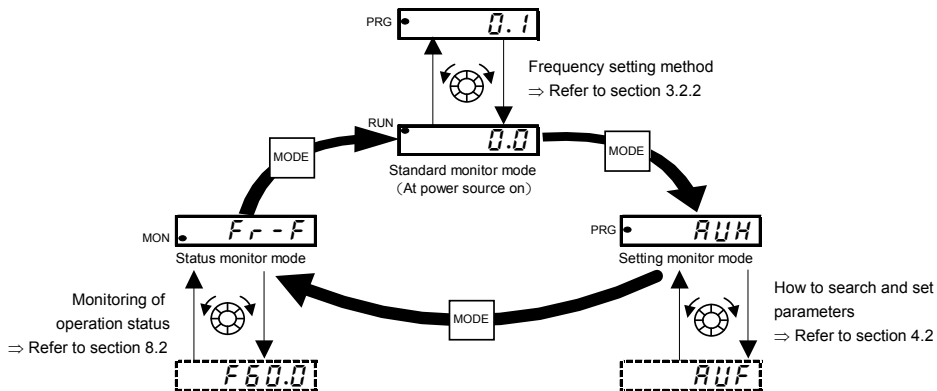 PRG
0.1
Frequency setting method
⇒ Refer to section 3.2.2
RUN
0.0
MODE
MODE
Standard monitor mode
(At power source on)
MON
Fr-F
PRG
AUH
Status monitor mode
Setting monitor mode
Monitoring of
operation status
⇒ Refer to section 8.2
How to search and set
parameters
⇒ Refer to section 4.2
MODE
F60.0
AUF